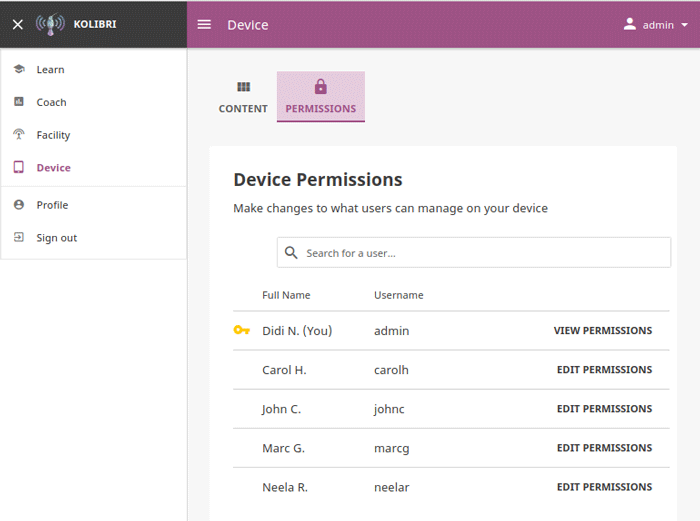 KOLIBRI
Device
admin
Learn
Coach
Facility
Device
Profile
Sign out
CONTENT
PERMISSIONS
Device Permissions
Make changes to what users can manage on your device
Search for a user...
Full Name Username
Didi N. (You) admin VIEW PERMISSIONS
Carol H. carolh EDIT PERMISSIONS
John C. johnc EDIT PERMISSIONS
Marc G. marcg EDIT PERMISSIONS
Neela R. neelar EDIT PERMISSIONS